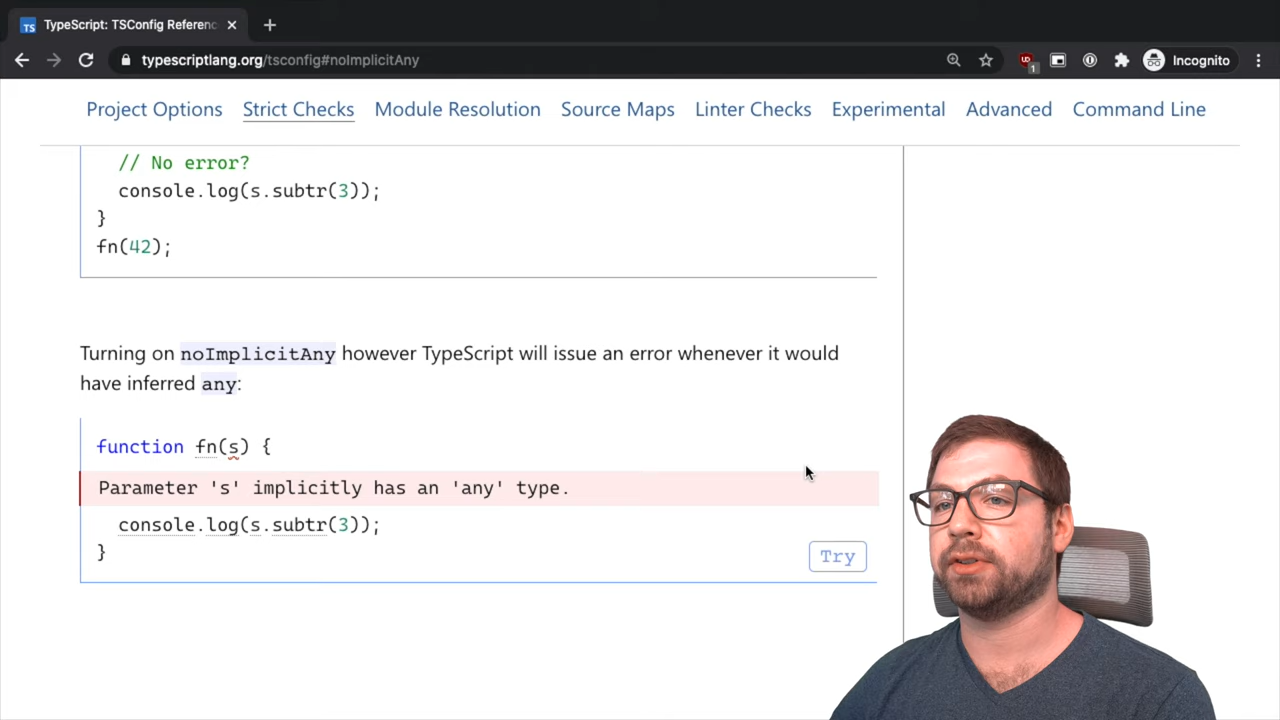 TS TypeScript: TSConfig Referenc
typescriptlang.org/tsconfig#noImplicitAny
UD
1
Incognito
Project Options Strict Checks Module Resolution Source Maps Linter Checks Experimental Advanced Command Line
// No error?
console.log(s.subtr(3));
}
fn(42);
Turning on noImplicitAny however TypeScript will issue an error whenever it would
have inferred any:
function fn(s) {
Parameter 's' implicitly has an 'any' type.
console.log(s.subtr(3));
}
Try